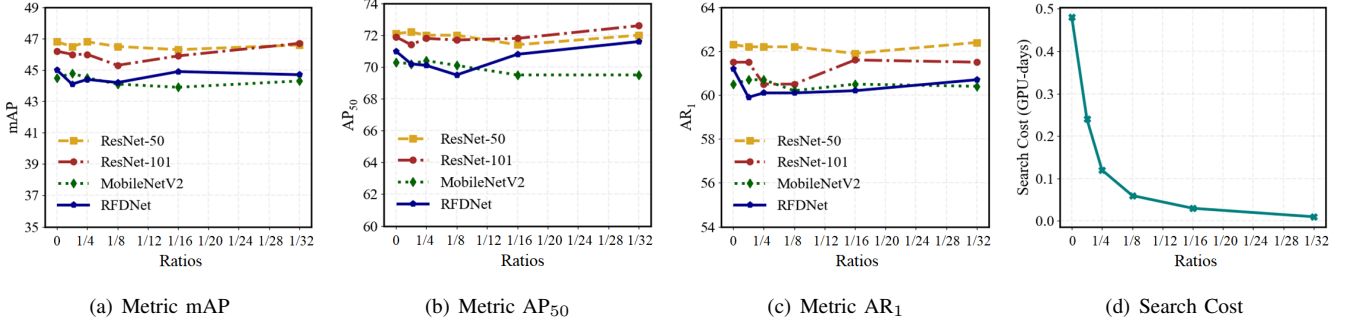 49
47
45
43
41
39
37
35
mAP
ResNet-50
ResNet-101
MobileNetV2
RFDNet
0 1/4 1/8 1/12 1/16 1/20 1/24 1/28 1/32
Ratios
(a) Metric mAP
74
72
70
68
66
64
62
60
AP50
ResNet-50
ResNet-101
MobileNetV2
RFDNet
0 1/4 1/8 1/12 1/16 1/20 1/24 1/28 1/32
Ratios
(b) Metric AP50
64
62
60
58
56
54
AR1
ResNet-50
ResNet-101
MobileNetV2
RFDNet
0 1/4 1/8 1/12 1/16 1/20 1/24 1/28 1/32
Ratios
(c) Metric AR1
0.5
0.4
0.3
0.2
0.1
0.0
Search Cost (GPU-days)
0 1/4 1/8 1/12 1/16 1/20 1/24 1/28 1/32
Ratios
(d) Search Cost